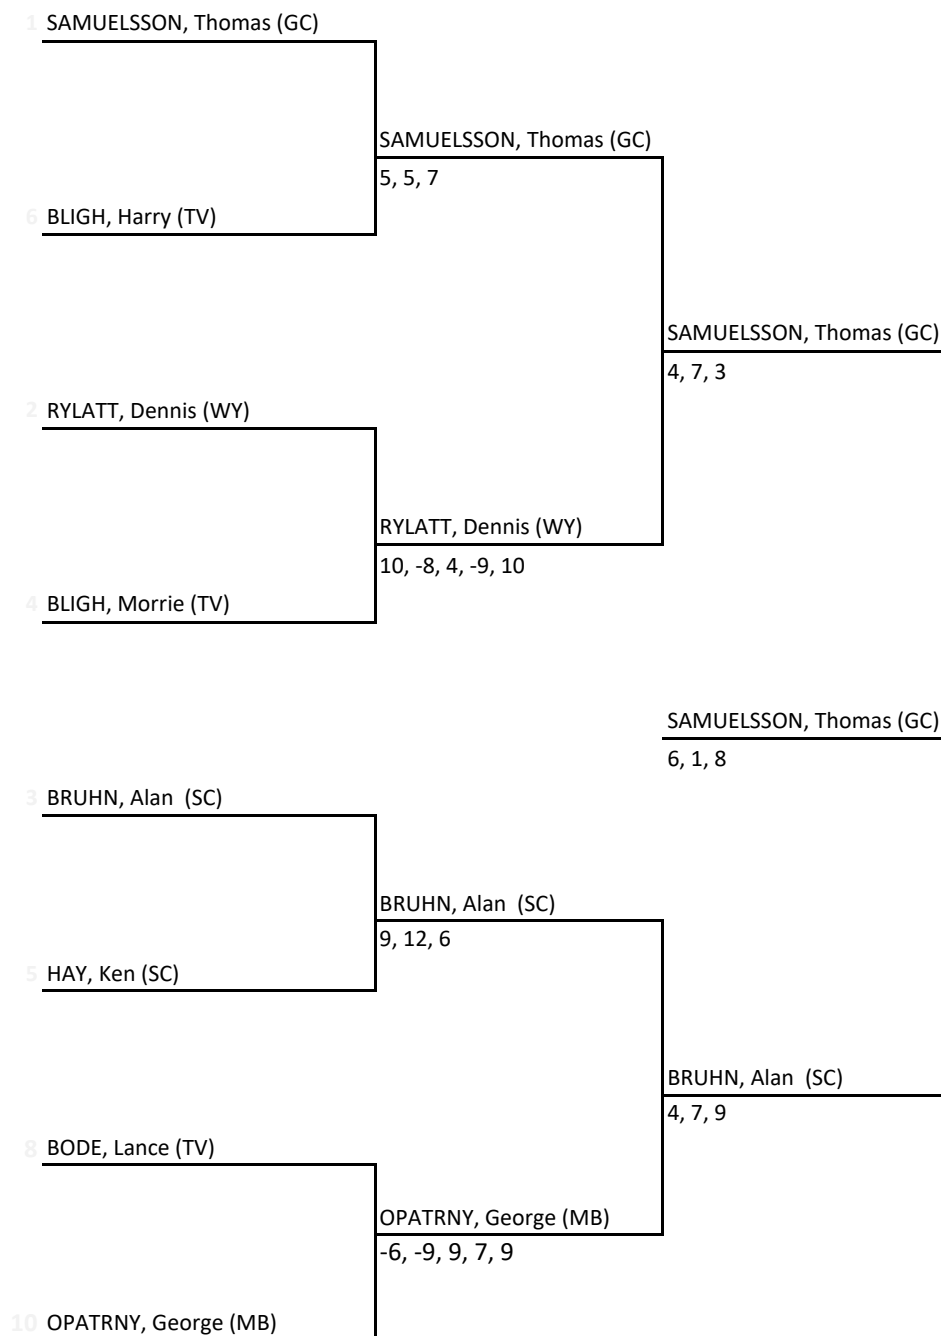 1 SAMUELSSON, Thomas (GC)
SAMUELSSON, Thomas (GC)
5, 5, 7
6 BLIGH, Harry (TV)
SAMUELSSON, Thomas (GC)
4, 7, 3
2 RYLATT, Dennis (WY)
RYLATT, Dennis (WY)
10, -8, 4, -9, 10
4 BLIGH, Morrie (TV)
SAMUELSSON, Thomas (GC)
6, 1, 8
3 BRUHN, Alan  (SC)
BRUHN, Alan  (SC)
9, 12, 6
5 HAY, Ken (SC)
BRUHN, Alan  (SC)
4, 7, 9
8 BODE, Lance (TV)
OPATRNY, George (MB)
-6, -9, 9, 7, 9
10 OPATRNY, George (MB)